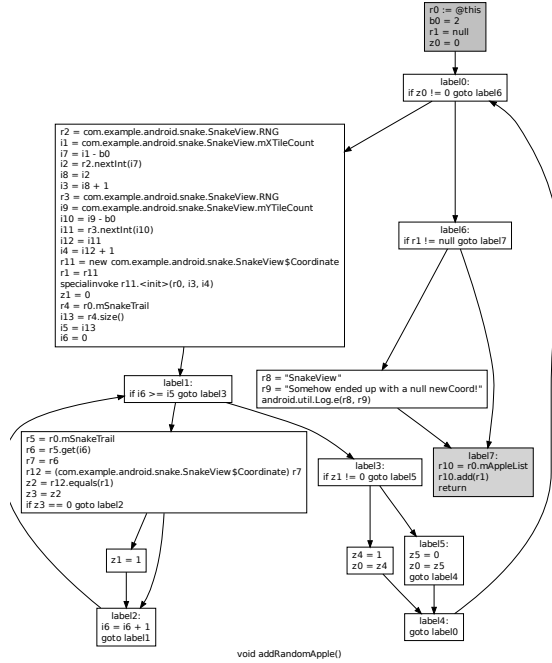 r0 := @this
b0 = 2
r1 = null
z0 = 0
label0:
if z0 != 0 goto label6
r2 = com.example.android.snake.SnakeView.RNG
i1 = com.example.android.snake.SnakeView.mXTileCount
i7 = i1 - b0
i2 = r2.nextInt(i7)
i8 = i2
i3 = i8 + 1
r3 = com.example.android.snake.SnakeView.RNG
i9 = com.example.android.snake.SnakeView.mYTileCount
i10 = i9 - b0
i11 = r3.nextInt(i10)
i12 = i11
i4 = i12 + 1
r11 = new com.example.android.snake.SnakeView$Coordinate
r1 = r11
specialinvoke r11.<init>(r0, i3, i4)
z1 = 0
r4 = r0.mSnakeTrail
i13 = r4.size()
i5 = i13
i6 = 0
label6:
if r1 != null goto label7
label1:
if i6 >= i5 goto label3
r8 = "SnakeView"
r9 = "Somehow ended up with a null newCoord!"
android.util.Log.e(r8, r9)
r5 = r0.mSnakeTrail
r6 = r5.get(i6)
r7 = r6
r12 = (com.example.android.snake.SnakeView$Coordinate) r7
z2 = r12.equals(r1)
z3 = z2
if z3 == 0 goto label2
label3:
if z1 != 0 goto label5
label7:
r10 = r0.mAppleList
r10.add(r1)
return
z1 = 1
z4 = 1
z0 = z4
label5:
z5 = 0
z0 = z5
goto label4
label2:
i6 = i6 + 1
goto label1
label4:
goto label0
void addRandomApple()